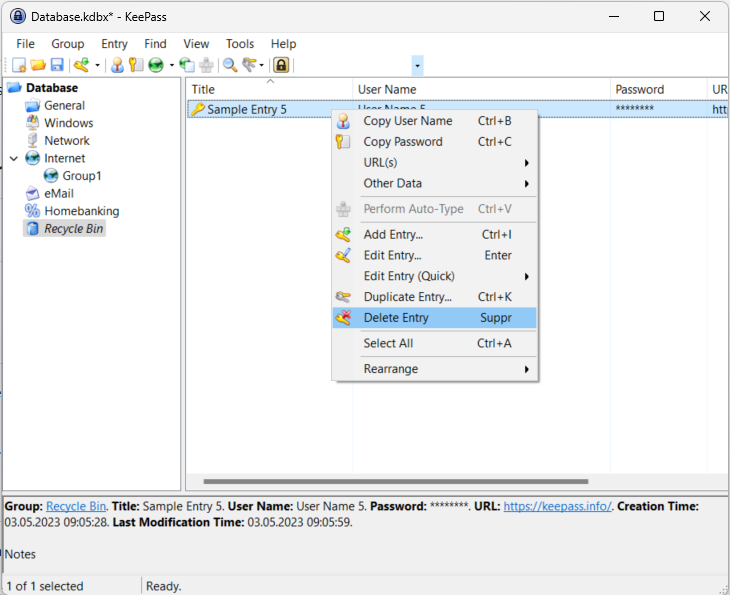 Database.kdbx* - KeePass
File Group Entry Find View Tools Help
Database
General
Windows
Network
Internet
Group1
eMail
Homebanking
Recycle Bin
Title User Name Password UR
Sample Entry 5 User Name 5 ******** htt
Copy User Name Ctrl+B
Copy Password Ctrl+C
URL(s)
Other Data
Perform Auto-Type Ctrl+V
Add Entry... Ctrl+I
Edit Entry... Enter
Edit Entry (Quick)
Duplicate Entry... Ctrl+K
Delete Entry Suppr
Select All Ctrl+A
Rearrange
Group: Recycle Bin. Title: Sample Entry 5. User Name: User Name 5. Password: ********. URL: https://keepass.info/. Creation Time:
03.05.2023 09:05:28. Last Modification Time: 03.05.2023 09:05:59.
Notes
1 of 1 selected Ready.